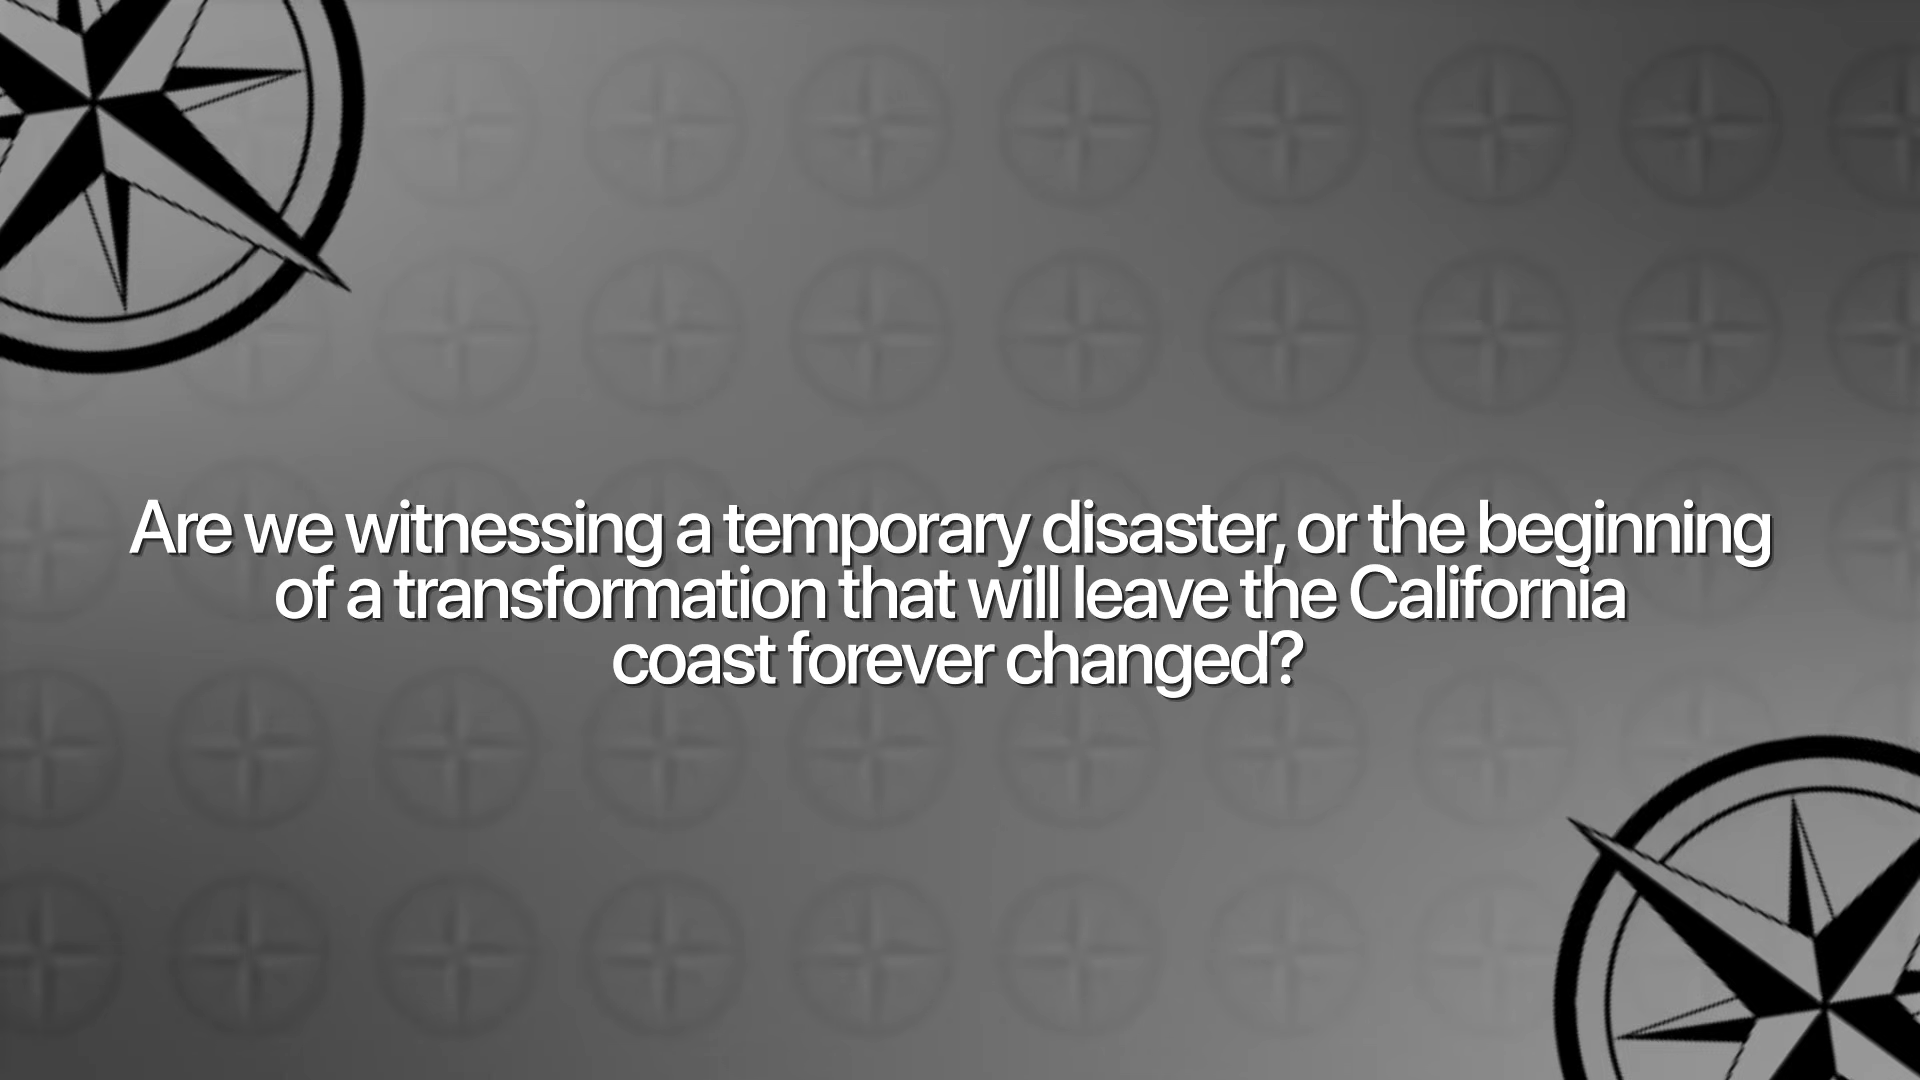 Are we witnessing a temporary disaster, or the beginning
of a transformation that will leave the California
coast forever changed?